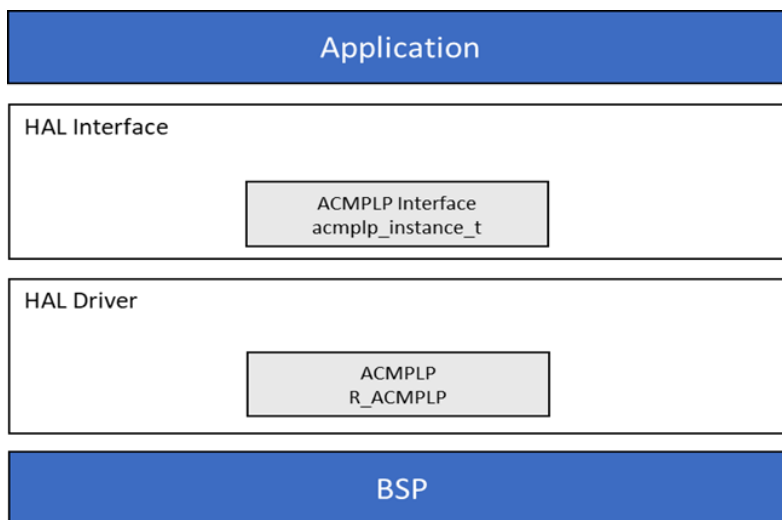 Application
HAL Interface
ACMPLP Interface
acmplp_instance_t
HAL Driver
ACMPLP
R_ACMPLP
BSP